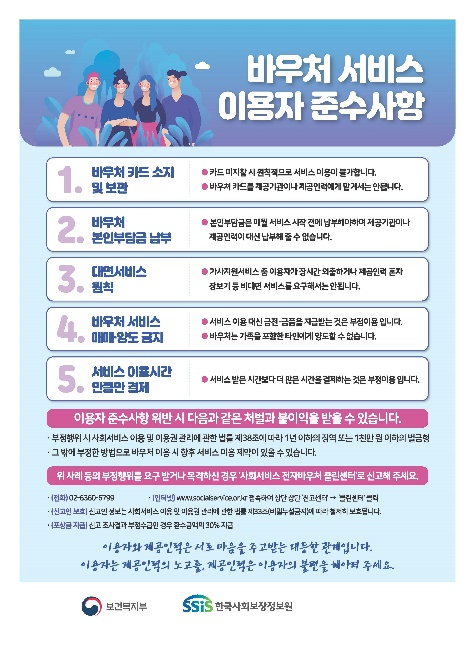 바우처 서비스
이용자 준수사항
1. 바우처 카드 소지
및 보관
● 카드 미지참 시 원칙적으로 서비스 이용이 불가합니다.
● 바우처 카드를 제공기관이나 제공인력에게 맡겨서는 안됩니다.
2. 바우처
본인부담금 납부
● 본인부담금은 매월 서비스 시작 전에 납부해야하며 제공기관이나
제공인력이 대신 납부해 줄 수 없습니다.
3. 대면서비스
원칙
● 가사지원서비스 중 이용자가 장시간 외출하거나 제공인력 혼자
장보기 등 비대면 서비스를 요구해서는 안됩니다.
4. 바우처 서비스
매매·양도 금지
● 서비스 이용 대신 금전·금품을 제공받는 것은 부정이용 입니다.
● 바우처는 가족을 포함한 타인에게 양도할 수 없습니다.
5. 서비스 이용시간
만큼만 결제
● 서비스 받은 시간보다 더 많은 시간을 결제하는 것은 부정이용 입니다.
이용자 준수사항 위반 시 다음과 같은 처벌과 불이익을 받을 수 있습니다.
· 부정행위 시 사회서비스 이용 및 이용권 관리에 관한 법률 제38조에 따라 1년 이하의 징역 또는 1천만 원 이하의 벌금형
· 그 밖에 부정한 방법으로 바우처 이용 시 향후 서비스 이용 제약이 있을 수 있습니다.
위 사례 등의 부정행위를 요구 받거나 목격하신 경우 '사회서비스 전자바우처 클린센터'로 신고해 주세요.
· (전화) 02-6360-5799 · (인터넷) www.socialservice.or.kr 접속하여 상단 '신고센터' → '클린센터' 클릭
· (신고인 보호) 신고인 정보는 사회서비스 이용 및 이용권 관리에 관한 법률 제33조(비밀누설금지)에 따라 철저히 보호됩니다.
· (포상금 지급) 신고 조사결과 부정수급인 경우 환수금액의 30% 지급
이용자와 제공인력은 서로 마음을 주고받는 대등한 관계입니다.
이용자는 제공인력의 노고를, 제공인력은 이용자의 불편을 헤아려 주세요.
보건복지부
SSiS 한국사회보장정보원